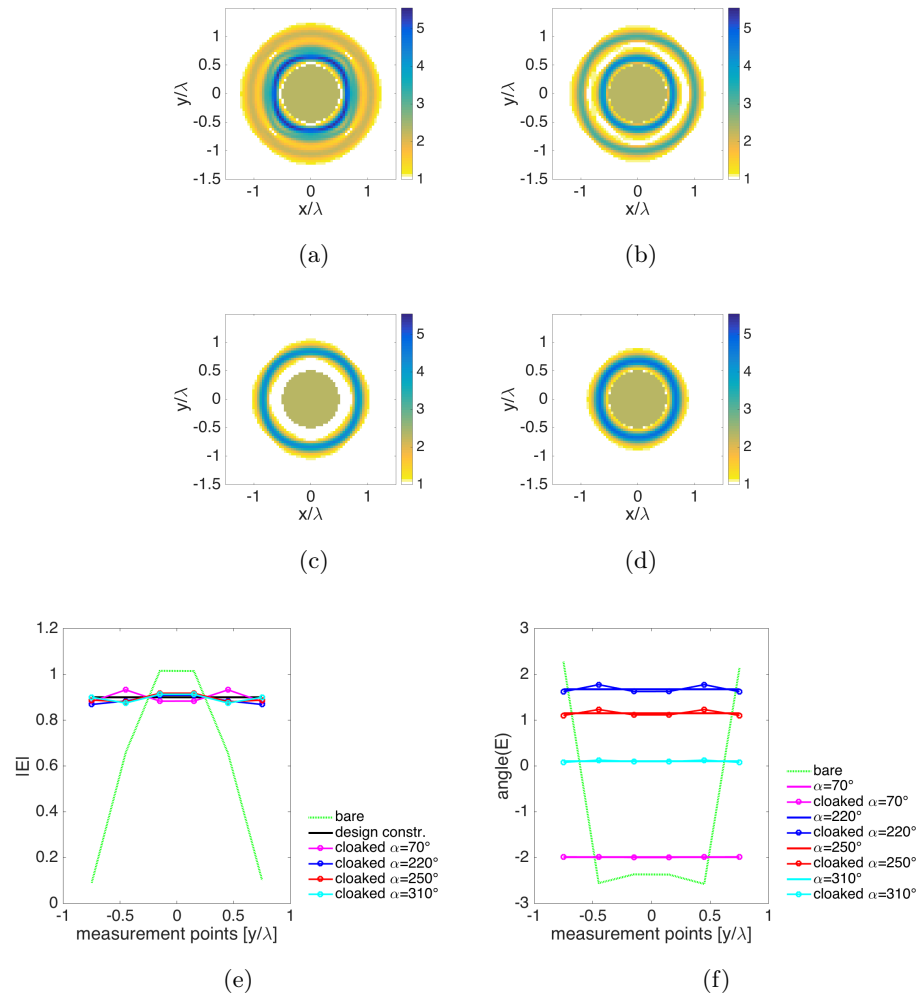 y/λ
1
0.5
0
-0.5
-1
-1.5
-1 0 1
x/λ
5
4
3
2
1
(a)
y/λ
1
0.5
0
-0.5
-1
-1.5
-1 0 1
x/λ
5
4
3
2
1
(b)
y/λ
1
0.5
0
-0.5
-1
-1.5
-1 0 1
x/λ
5
4
3
2
1
(c)
y/λ
1
0.5
0
-0.5
-1
-1.5
-1 0 1
x/λ
5
4
3
2
1
(d)
|E|
1.2
1
0.8
0.6
0.4
0.2
0
-1 -0.5 0 0.5 1
measurement points [y/λ]
bare
design constr.
cloaked α=70°
cloaked α=220°
cloaked α=250°
cloaked α=310°
(e)
angle(E)
3
2
1
0
-1
-2
-3
-1 -0.5 0 0.5 1
measurement points [y/λ]
bare
α=70°
cloaked α=70°
α=220°
cloaked α=220°
α=250°
cloaked α=250°
α=310°
cloaked α=310°
(f)